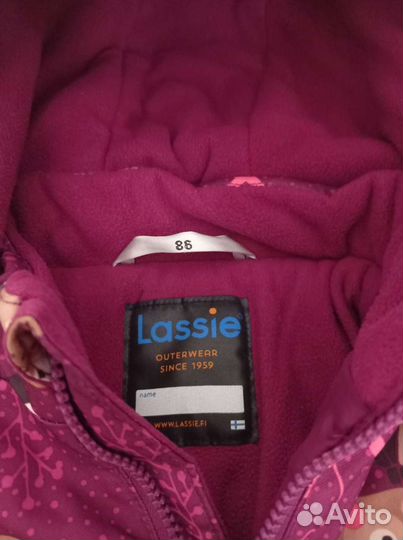 86
Lassie®
OUTERWEAR
SINCE 1959
name
WWW.LASSIE.FI
Avito